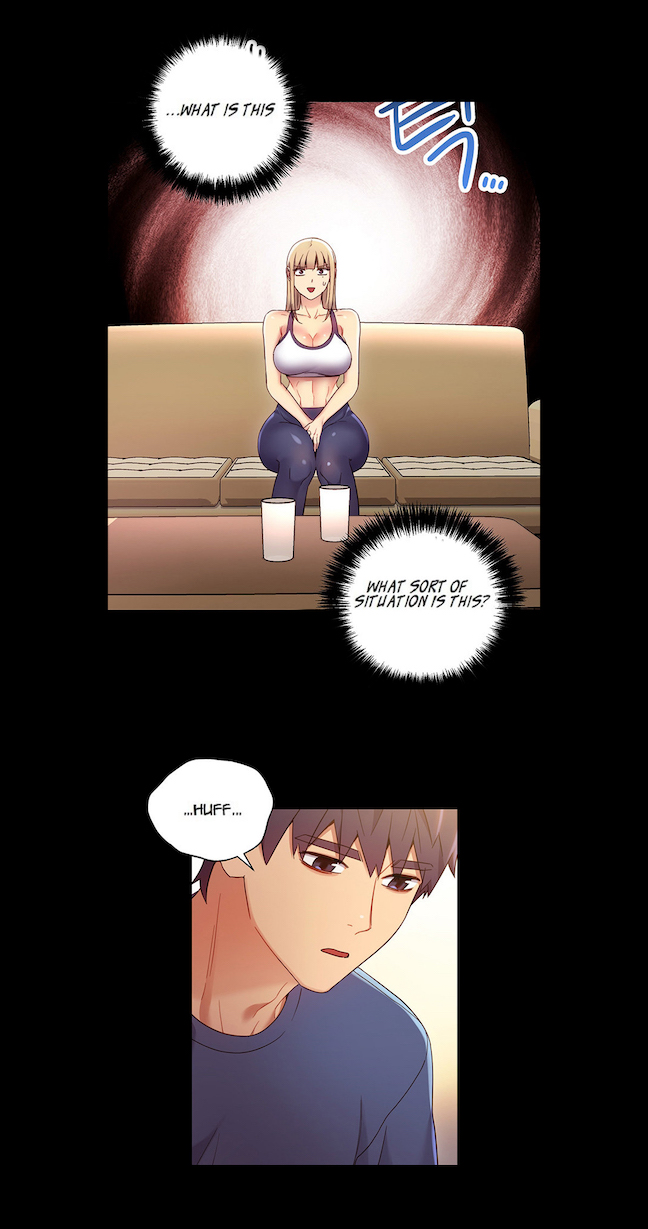 ...WHAT IS THIS
WHAT SORT OF
SITUATION IS THIS?
...HUFF...